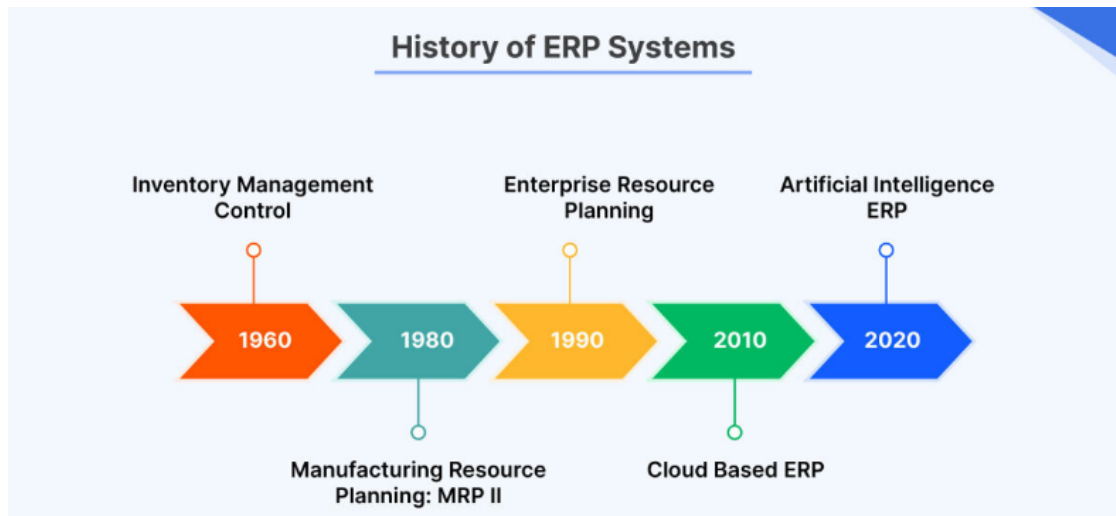 History of ERP Systems
Inventory Management
Control
Enterprise Resource
Planning
Artificial Intelligence
ERP
1960
1980
1990
2010
2020
Manufacturing Resource
Planning: MRP II
Cloud Based ERP